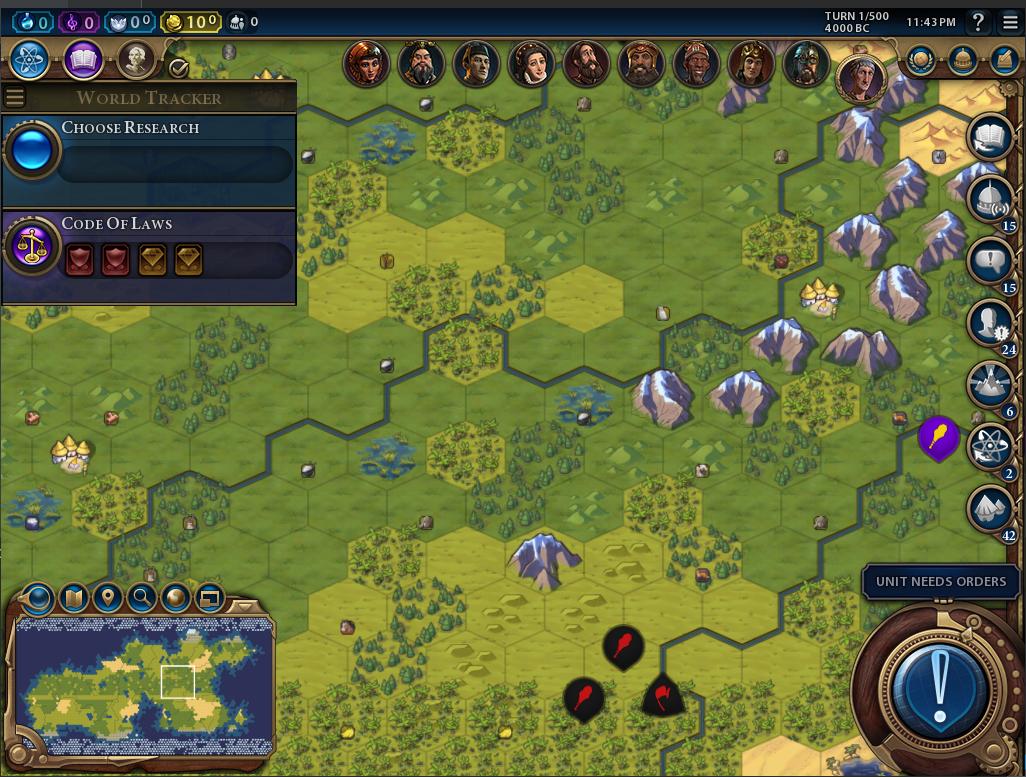 0 0 0 0 10 0 0
TURN 1/500
4000 BC
11:43 PM ?
WORLD TRACKER
CHOOSE RESEARCH
CODE OF LAWS
15
15
24
6
2
42
UNIT NEEDS ORDERS